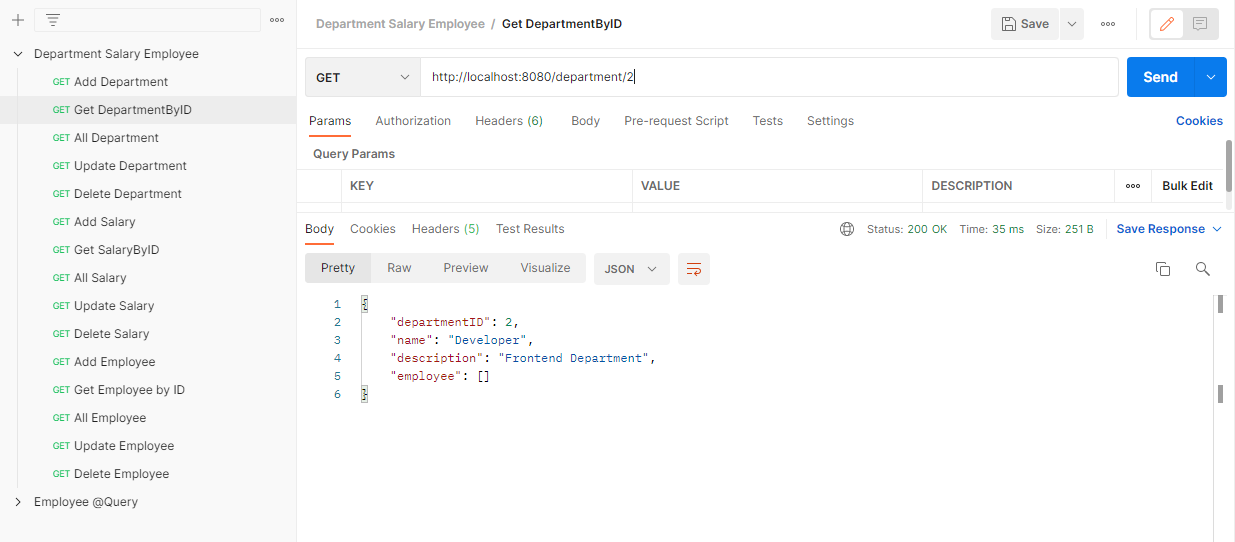 Department Salary Employee
GET Add Department
GET Get DepartmentByID
GET All Department
GET Update Department
GET Delete Department
GET Add Salary
GET Get SalaryByID
GET All Salary
GET Update Salary
GET Delete Salary
GET Add Employee
GET Get Employee by ID
GET All Employee
GET Update Employee
GET Delete Employee
Employee @Query
Department Salary Employee / Get DepartmentByID
Save
GET http://localhost:8080/department/2 Send
Params Authorization Headers (6) Body Pre-request Script Tests Settings Cookies
Query Params
KEY VALUE DESCRIPTION Bulk Edit
Body Cookies Headers (5) Test Results Status: 200 OK Time: 35 ms Size: 251 B Save Response
Pretty Raw Preview Visualize JSON
1 {
2 "departmentID": 2,
3 "name": "Developer",
4 "description": "Frontend Department",
5 "employee": []
6 }